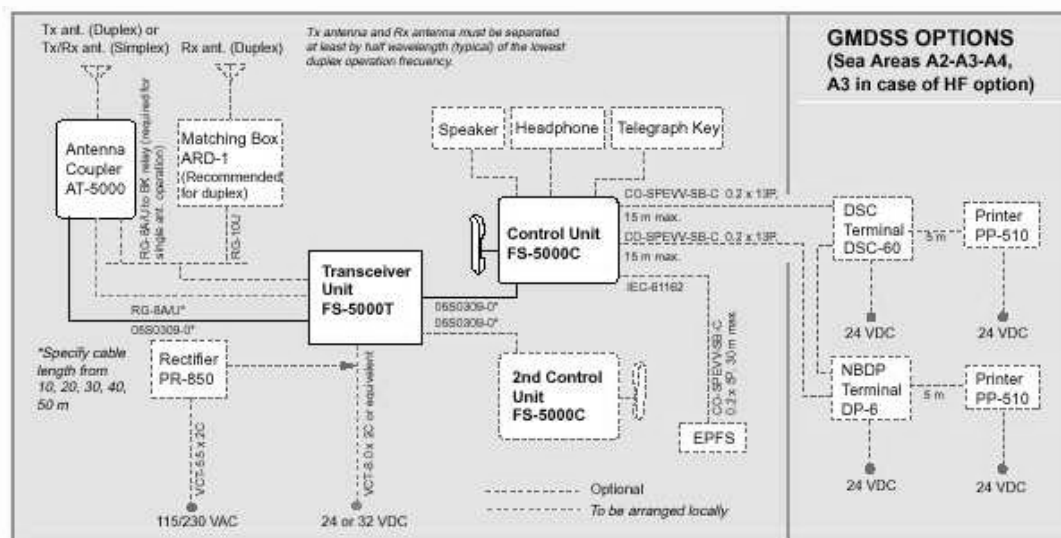 Tx ant. (Duplex) or
Tx/Rx ant. (Simplex)
Rx ant. (Duplex)
Tx antenna and Rx antenna must be separated
at least by half wavelength (typical) of the lowest
duplex operation frecuency.
GMDSS OPTIONS
(Sea Areas A2-A3-A4,
A3 in case of HF option)
Antenna
Coupler
AT-5000
RG-8A/U to BK relay (required for
single ant. operation)
Matching Box
ARD-1
(Recommended
for duplex)
RG-10U
Speaker
Headphone
Telegraph Key
Control Unit
FS-5000C
CO-SPEVV-SB-C 0.2 x 13P,
15 m max.
CO-SPEVV-SB-C 0.2 x 13P,
15 m max.
IEC-61162
DSC
Terminal
DSC-60
5 m
Printer
PP-510
24 VDC
24 VDC
Transceiver
Unit
FS-5000T
06S0309-0*
06S0309-0*
RG-8A/U*
06S0309-0*
*Specify cable
length from
10, 20, 30, 40,
50 m
Rectifier
PR-850
VCT-5.5 x 2C
115/230 VAC
VCT-8.0 x 2C or equivalent
24 or 32 VDC
2nd Control
Unit
FS-5000C
CO-SPEVV-SB-C
0.2 x 5P, 30 m max.
EPFS
NBDP
Terminal
DP-6
5 m
Printer
PP-510
24 VDC
24 VDC
Optional
To be arranged locally